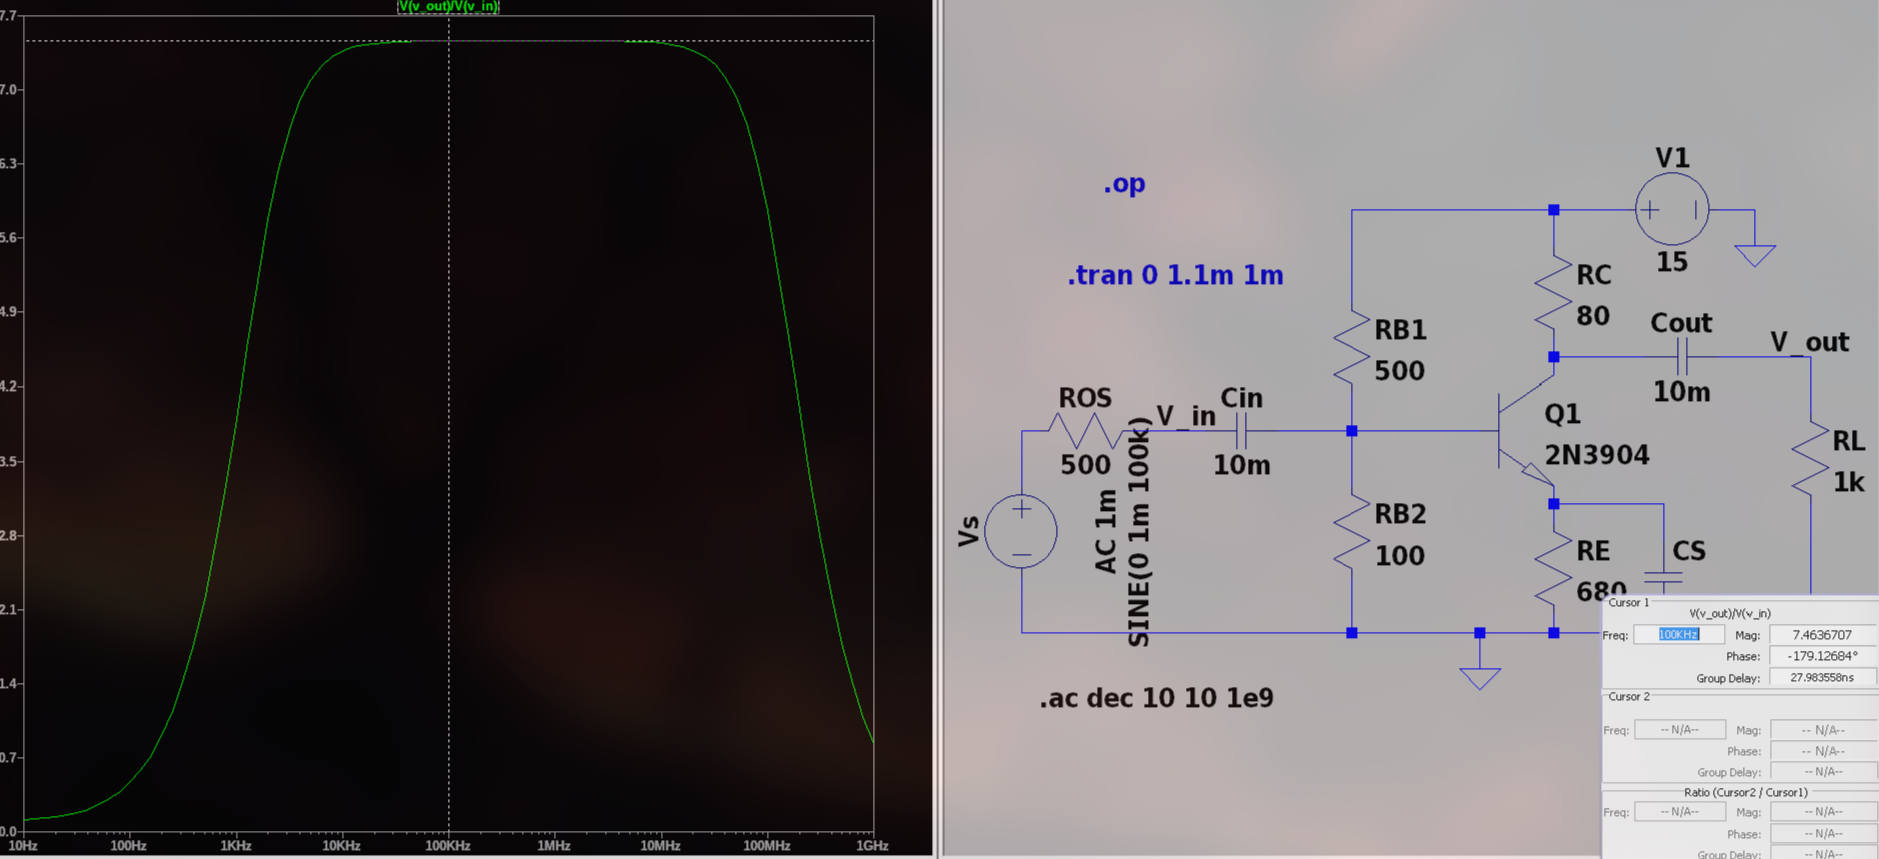 V(v_out)/V(v_in)
7.7
7.0
6.3
5.6
4.9
4.2
3.5
2.8
2.1
1.4
0.7
0.0
10Hz 100Hz 1KHz 10KHz 100KHz 1MHz 10MHz 100MHz 1GHz
.op
.tran 0 1.1m 1m
V1
15
RC
80
RB1
500
Cout
10m
V_out
ROS
500
V_in
Cin
10m
Q1
2N3904
RL
1k
Vs
AC 1m
SINE(0 1m 100k)
RB2
100
RE
680
CS
.ac dec 10 10 1e9
Cursor 1
V(v_out)/V(v_in)
Freq: 100KHz Mag: 7.4636707
Phase: -179.12684°
Group Delay: 27.983558ns
Cursor 2
Freq: -- N/A-- Mag: -- N/A--
Phase: -- N/A--
Group Delay: -- N/A--
Ratio (Cursor2 / Cursor1)
Freq: -- N/A-- Mag: -- N/A--
Phase: -- N/A--
Group Delay: -- N/A--